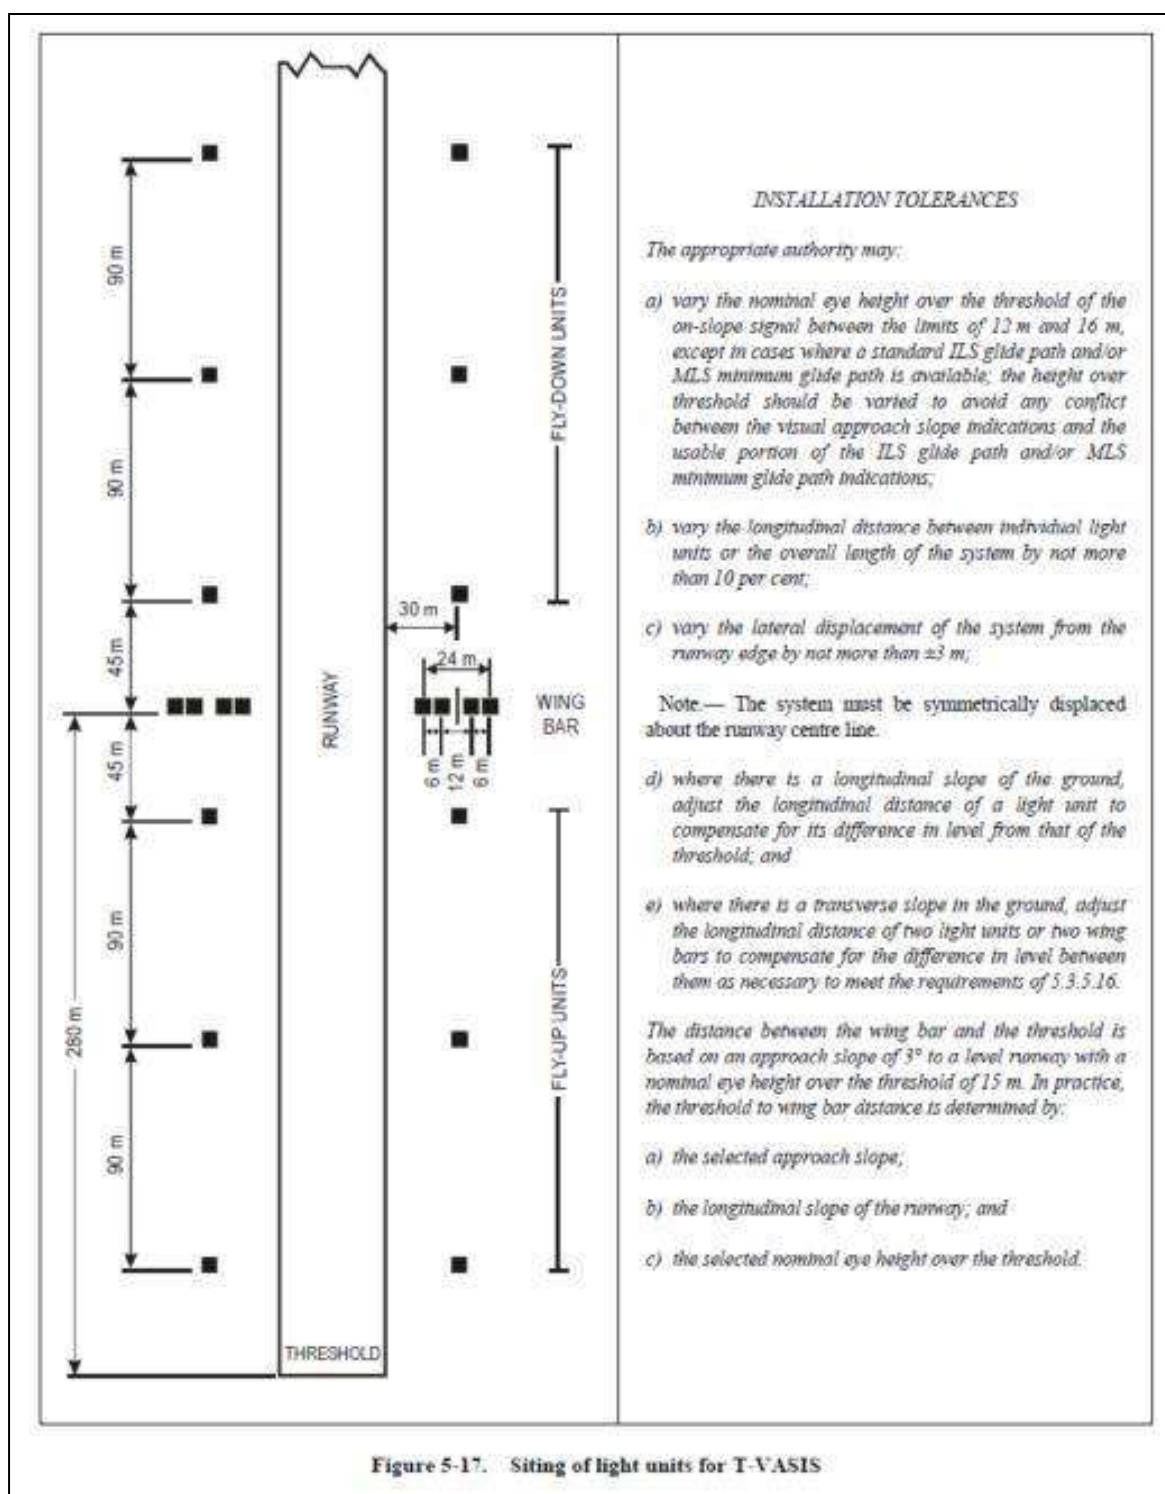 90 m
90 m
45 m
45 m
90 m
90 m
280 m
RUNWAY
THRESHOLD
30 m
24 m
6 m
12 m
6 m
FLY-DOWN UNITS
WING
BAR
FLY-UP UNITS
INSTALLATION TOLERANCES
The appropriate authority may:
a) vary the nominal eye height over the threshold of the
on-slope signal between the limits of 12 m and 16 m,
except in cases where a standard ILS glide path and/or
MLS minimum glide path is available; the height over
threshold should be varied to avoid any conflict
between the visual approach slope indications and the
usable portion of the ILS glide path and/or MLS
minimum glide path indications;
b) vary the longitudinal distance between individual light
units or the overall length of the system by not more
than 10 per cent;
c) vary the lateral displacement of the system from the
runway edge by not more than ±3 m;
Note.— The system must be symmetrically displaced
about the runway centre line.
d) where there is a longitudinal slope of the ground,
adjust the longitudinal distance of a light unit to
compensate for its difference in level from that of the
threshold; and
e) where there is a transverse slope in the ground, adjust
the longitudinal distance of two light units or two wing
bars to compensate for the difference in level between
them as necessary to meet the requirements of 5.3.5.16.
The distance between the wing bar and the threshold is
based on an approach slope of 3° to a level runway with a
nominal eye height over the threshold of 15 m. In practice,
the threshold to wing bar distance is determined by:
a) the selected approach slope;
b) the longitudinal slope of the runway; and
c) the selected nominal eye height over the threshold.
Figure 5-17. Siting of light units for T-VASIS